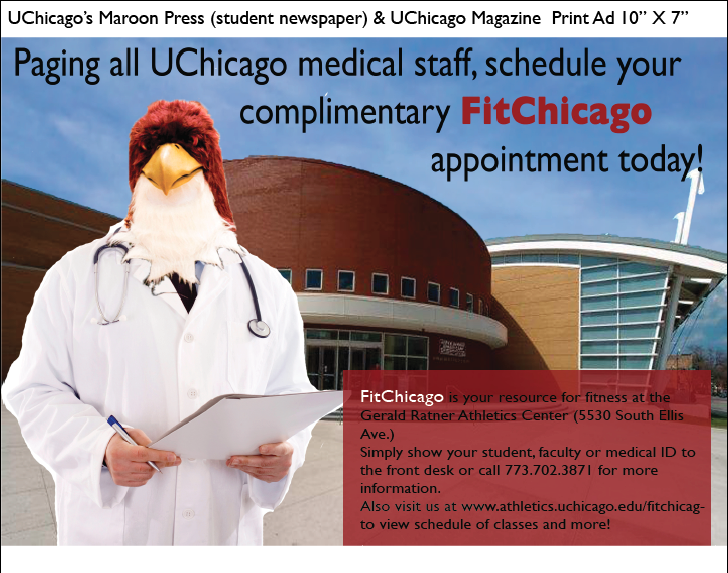 UChicago's Maroon Press (student newspaper) & UChicago Magazine  Print Ad 10" X 7"
Paging all UChicago medical staff, schedule your
complimentary FitChicago
appointment today!
FitChicago is your resource for fitness at the
Gerald Ratner Athletics Center (5530 South Ellis
Ave.)
Simply show your student, faculty or medical ID to
the front desk or call 773.702.3871 for more
information.
Also visit us at www.athletics.uchicago.edu/fitchicag-
to view schedule of classes and more!